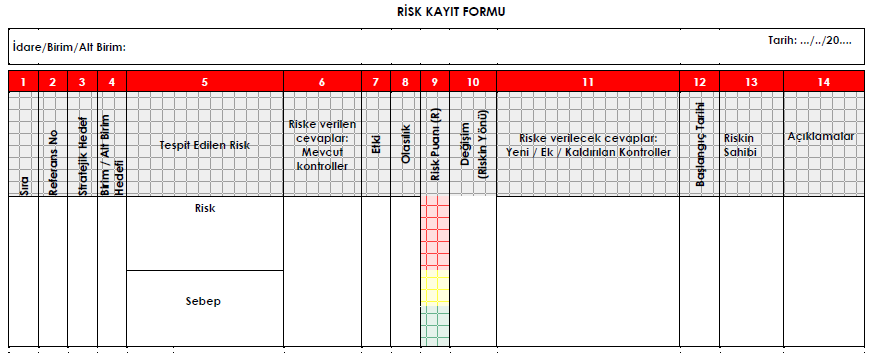 RİSK KAYIT FORMU
İdare/Birim/Alt Birim:
Tarih: .../../20....
1
2
3
4
5
6
7
8
9
10
11
12
13
14
Sıra
Referans No
Stratejik Hedef
Birim / Alt Birim
Hedefi
Tespit Edilen Risk
Riske verilen
cevaplar:
Mevcut
kontroller
Etki
Olasılık
Risk Puanı (R)
Değişim
(Riskin Yönü)
Riske verilecek cevaplar:
Yeni / Ek / Kaldırılan Kontroller
Başlangıç Tarihi
Riskin
Sahibi
Açıklamalar
Risk
Sebep